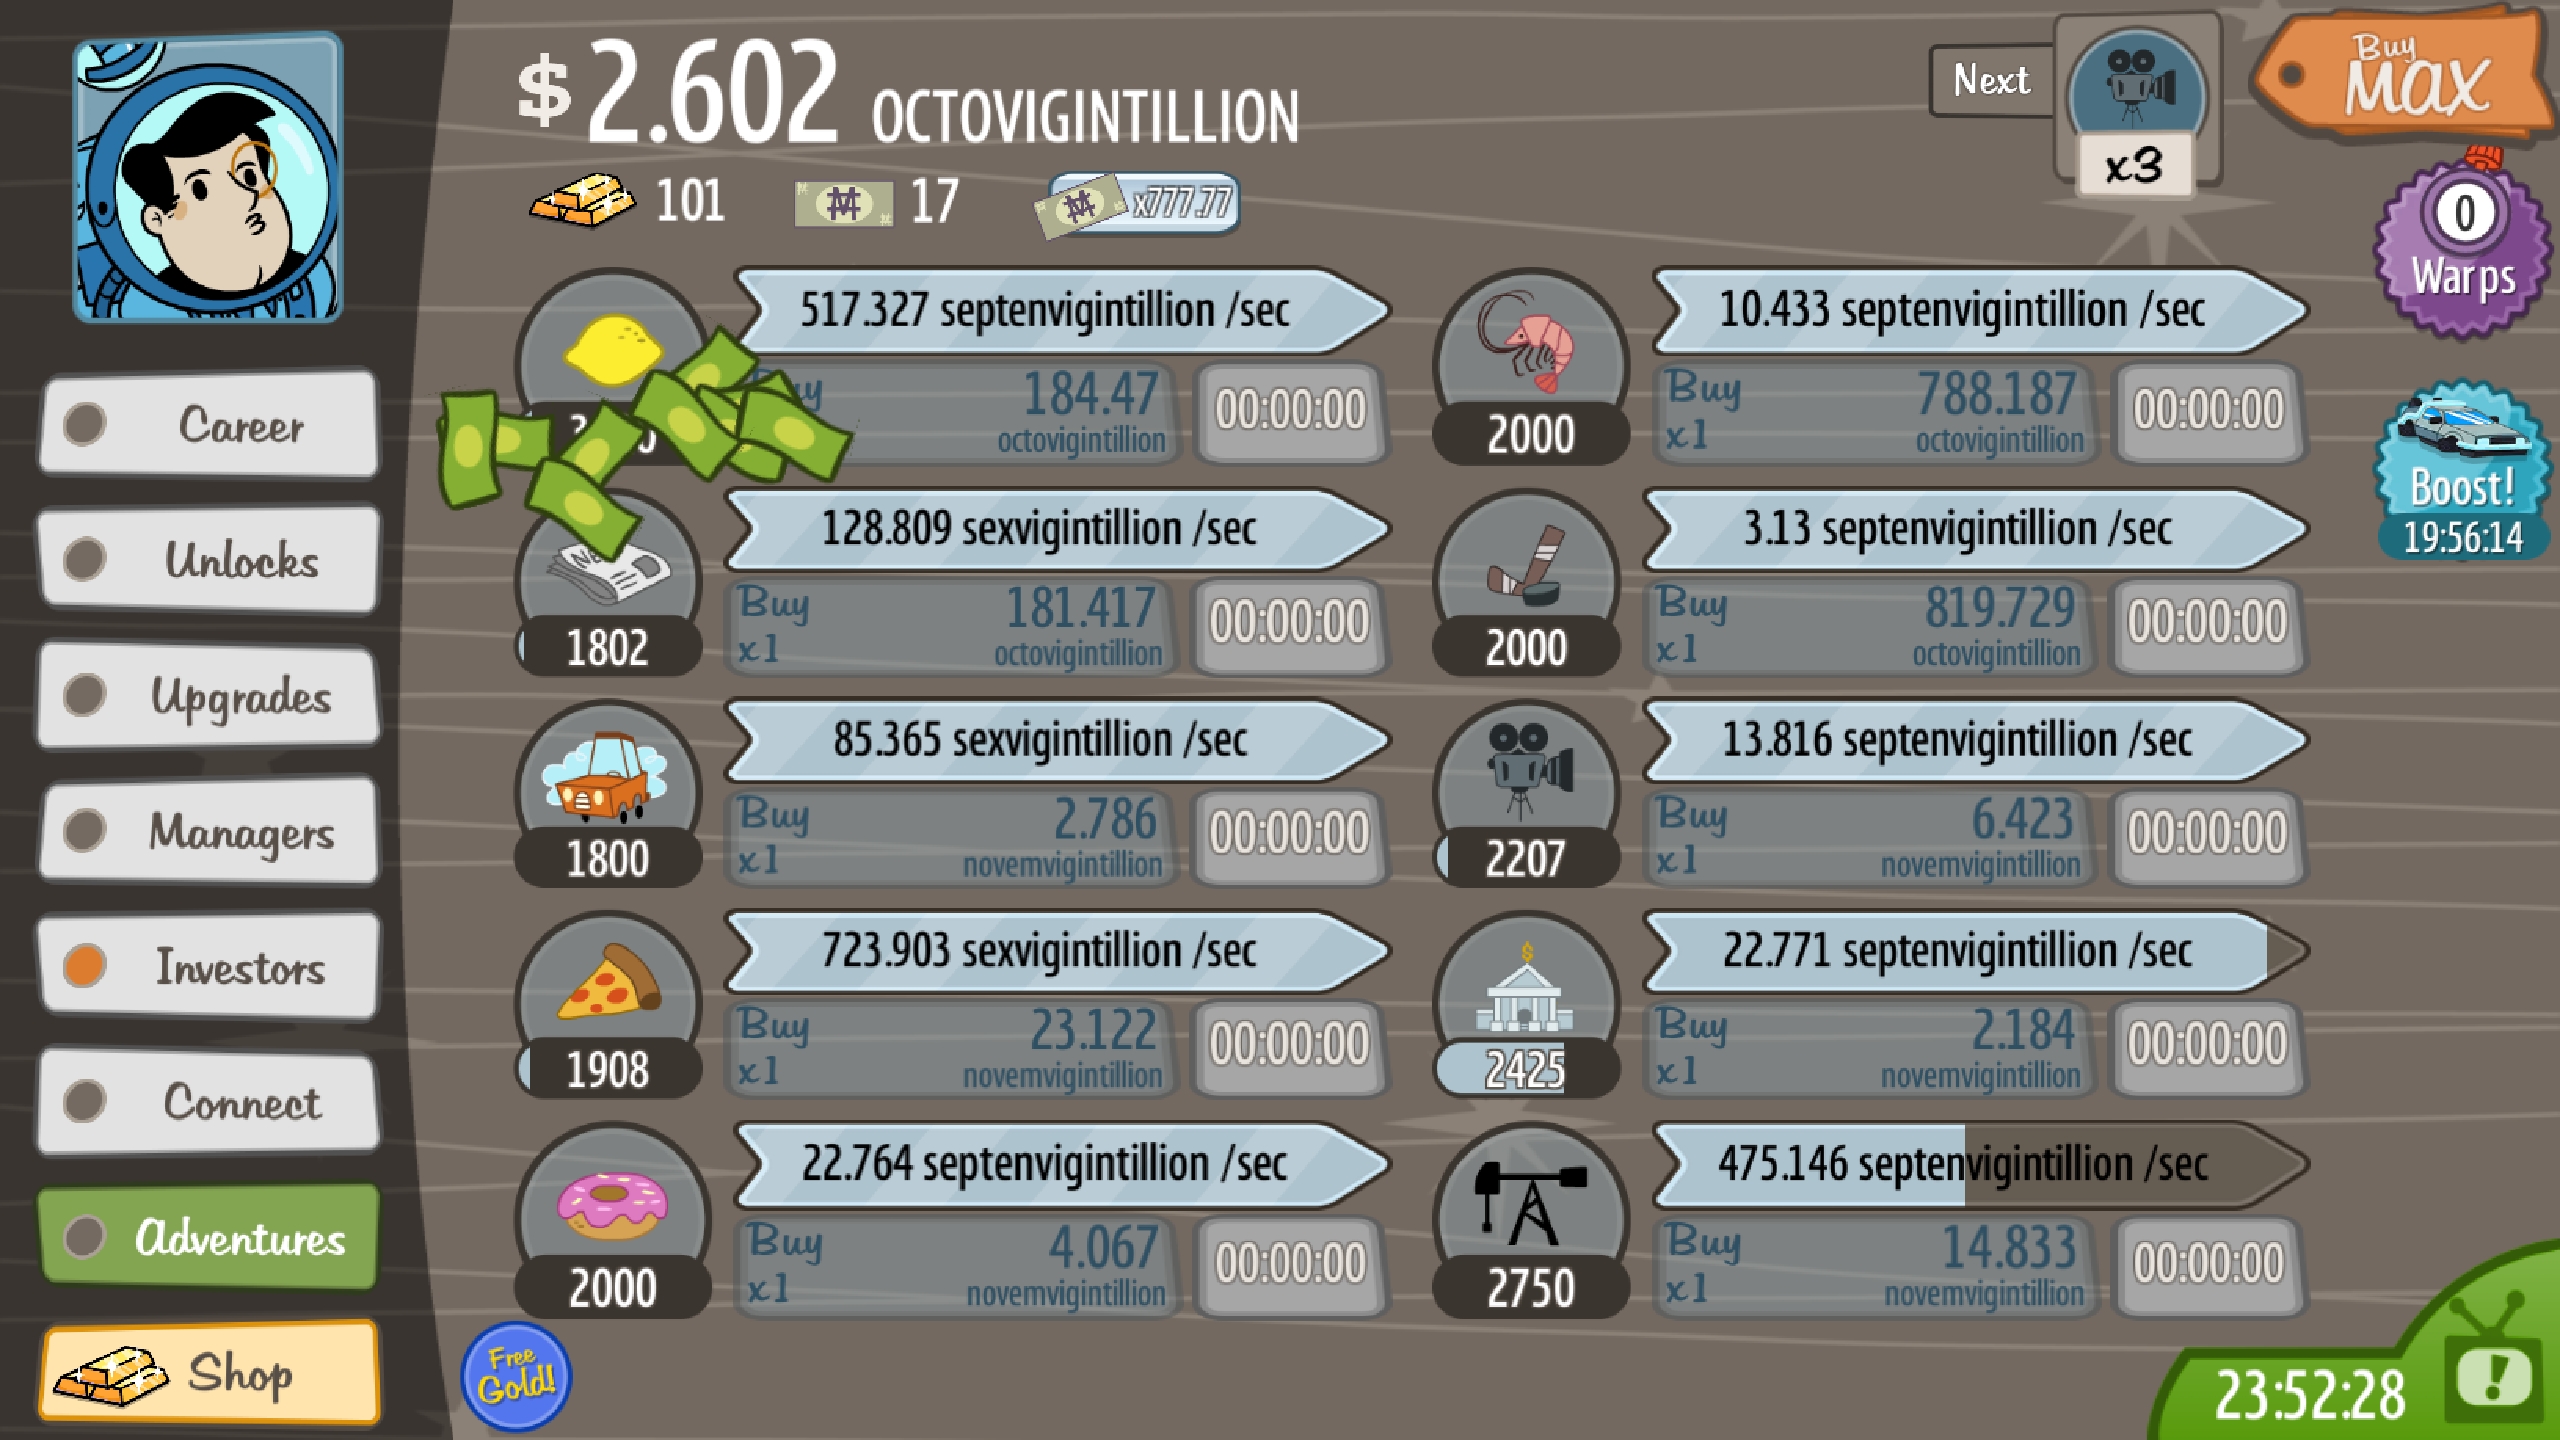 $ 2.602 OCTOVIGINTILLION
Next
x3
Buy
MAX
101
17
x777.77
0
Warps
Boost!
19:56:14
Career
Unlocks
Upgrades
Managers
Investors
Connect
Adventures
Shop
517.327 septenvigintillion /sec
184.47
octovigintillion
00:00:00
128.809 sexvigintillion /sec
1802
Buy
x1
181.417
octovigintillion
00:00:00
85.365 sexvigintillion /sec
1800
Buy
x1
2.786
novemvigintillion
00:00:00
723.903 sexvigintillion /sec
1908
Buy
x1
23.122
novemvigintillion
00:00:00
22.764 septenvigintillion /sec
2000
Buy
x1
4.067
novemvigintillion
00:00:00
10.433 septenvigintillion /sec
2000
Buy
x1
788.187
octovigintillion
00:00:00
3.13 septenvigintillion /sec
2000
Buy
x1
819.729
octovigintillion
00:00:00
13.816 septenvigintillion /sec
2207
Buy
x1
6.423
novemvigintillion
00:00:00
22.771 septenvigintillion /sec
2425
Buy
x1
2.184
novemvigintillion
00:00:00
475.146 septenvigintillion /sec
2750
Buy
x1
14.833
novemvigintillion
00:00:00
Free
Gold!
23:52:28